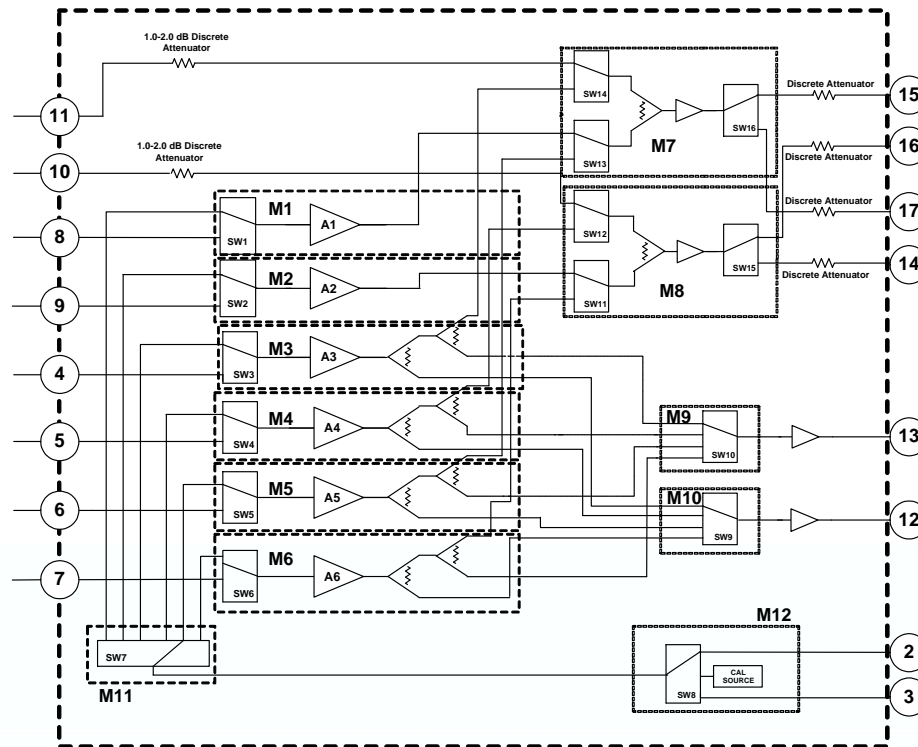 1.0-2.0 dB Discrete
Attenuator
11
SW14
Discrete Attenuator
15
SW16
M7
SW13
16
Discrete Attenuator
1.0-2.0 dB Discrete
Attenuator
10
M1
A1
SW1
8
SW12
Discrete Attenuator
17
SW15
14
Discrete Attenuator
M8
SW11
M2
A2
SW2
9
M3
A3
SW3
4
M4
A4
SW4
5
M9
SW10
13
M5
A5
SW5
6
M10
SW9
12
M6
A6
SW6
7
SW7
M11
M12
SW8
CAL
SOURCE
2
3